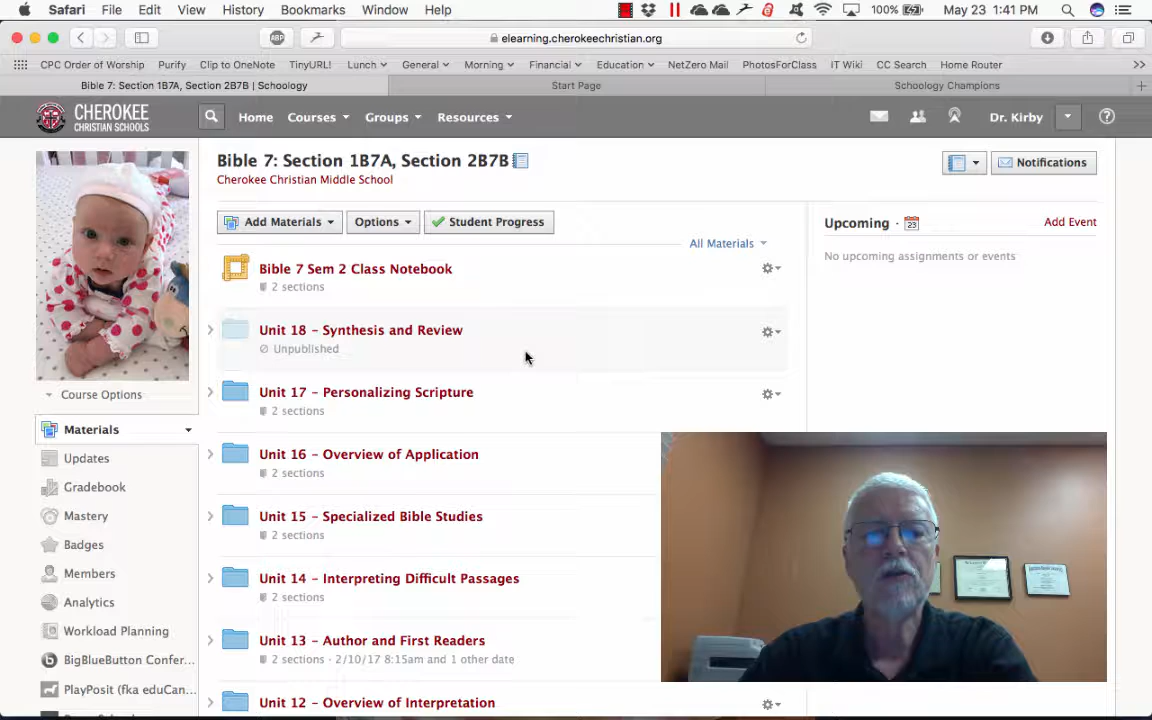 Safari File Edit View History Bookmarks Window Help 100% May 23 1:41 PM
ABP elearning.cherokeechristian.org
CPC Order of Worship Purify Clip to OneNote TinyURL! Lunch General Morning Financial Education NetZero Mail PhotosForClass IT Wiki CC Search Home Router >>
Bible 7: Section 1B7A, Section 2B7B | Schoology Start Page Schoology Champions
CHEROKEE
CHRISTIAN SCHOOLS
Home Courses Groups Resources Dr. Kirby
Bible 7: Section 1B7A, Section 2B7B
Notifications
Cherokee Christian Middle School
Add Materials Options Student Progress
Upcoming · 23 Add Event
All Materials
No upcoming assignments or events
Bible 7 Sem 2 Class Notebook
2 sections
Unit 18 – Synthesis and Review
Unpublished
Unit 17 – Personalizing Scripture
2 sections
Unit 16 – Overview of Application
2 sections
Unit 15 – Specialized Bible Studies
2 sections
Unit 14 – Interpreting Difficult Passages
2 sections
Unit 13 – Author and First Readers
2 sections · 2/10/17 8:15am and 1 other date
Unit 12 – Overview of Interpretation
Course Options
Materials
Updates
Gradebook
Mastery
Badges
Members
Analytics
Workload Planning
BigBlueButton Confer...
PlayPosit (fka eduCan...